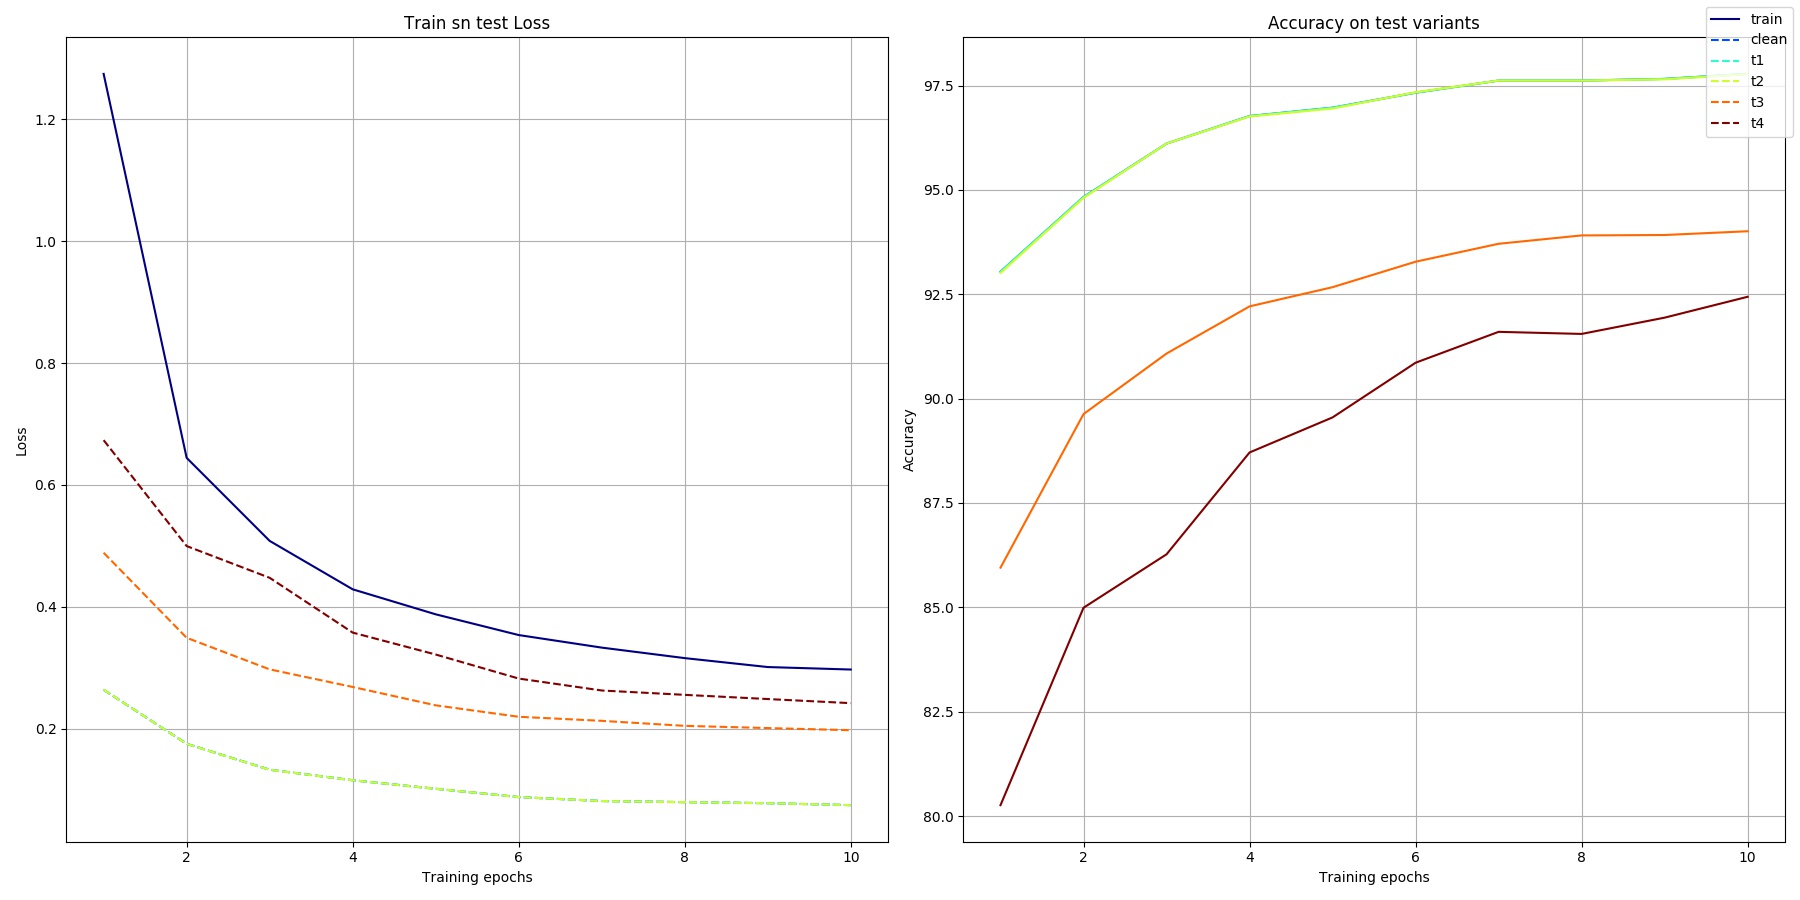 Train sn test Loss
1.2
1.0
0.8
0.6
0.4
0.2
Loss
2
4
6
8
10
Training epochs
Accuracy on test variants
97.5
95.0
92.5
90.0
87.5
85.0
82.5
80.0
Accuracy
2
4
6
8
10
Training epochs
train
clean
t1
t2
t3
t4